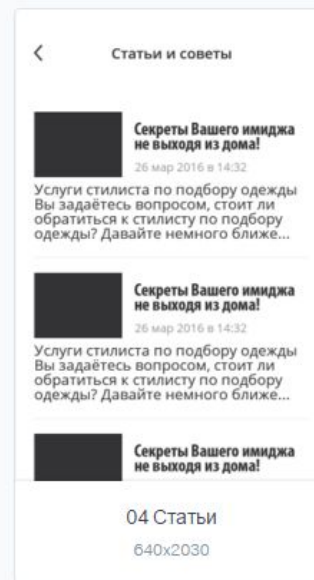 Статьи и советы
Секреты Вашего имиджа
не выходя из дома!
26 мар 2016 в 14:32
Услуги стилиста по подбору одежды
Вы задаётесь вопросом, стоит ли
обратиться к стилисту по подбору
одежды? Давайте немного ближе...
Секреты Вашего имиджа
не выходя из дома!
26 мар 2016 в 14:32
Услуги стилиста по подбору одежды
Вы задаётесь вопросом, стоит ли
обратиться к стилисту по подбору
одежды? Давайте немного ближе...
Секреты Вашего имиджа
не выходя из дома!
04 Статьи
640x2030